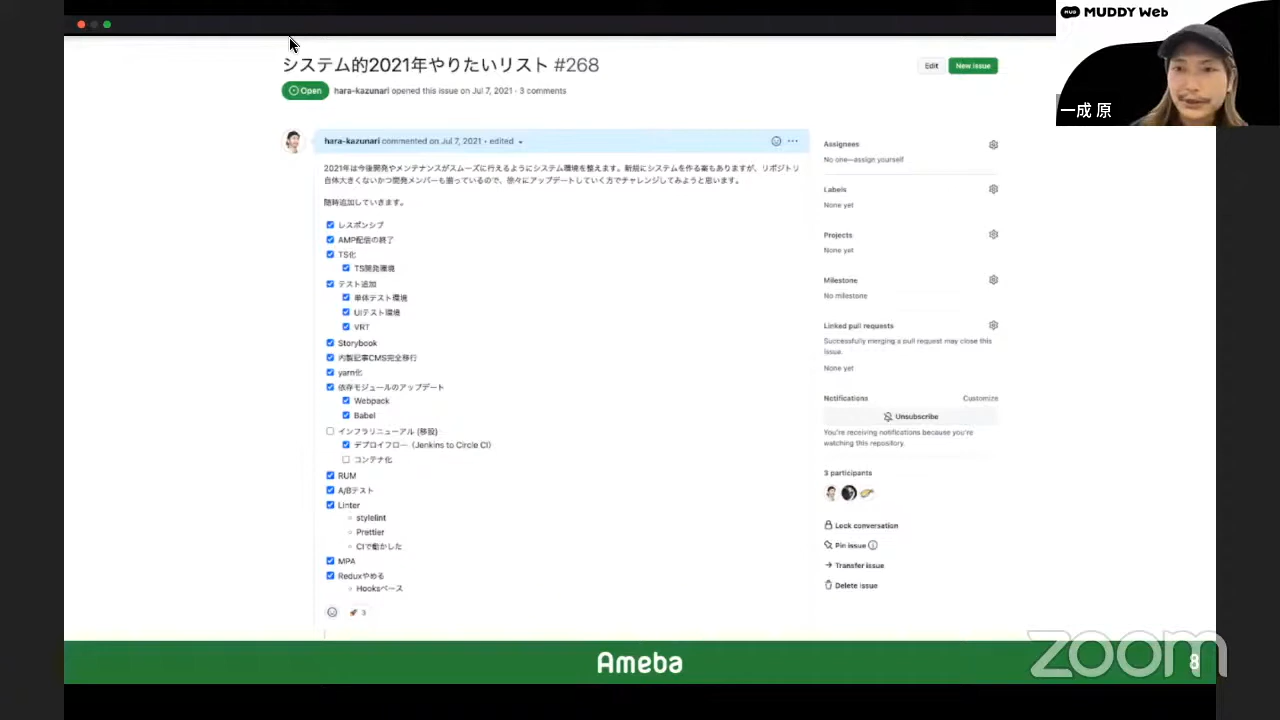 MUDDY Web
一成 原
システム的2021年やりたいリスト #268
Edit
New issue
Open
hara-kazunari opened this issue on Jul 7, 2021 · 3 comments
hara-kazunari commented on Jul 7, 2021 • edited
2021年は今後開発やメンテナンスがスムーズに行えるようにシステム環境を整えます。新規にシステムを作る案もありますが、リポジトリ
自体大きくないかつ開発メンバーも揃っているので、徐々にアップデートしていく方でチャレンジしてみようと思います。
随時追加していきます。
レスポンシブ
AMP配信の終了
TS化
TS開発環境
テスト追加
単体テスト環境
UIテスト環境
VRT
Storybook
内製記事CMS完全移行
yarn化
依存モジュールのアップデート
Webpack
Babel
インフラリニューアル (移設)
デプロイフロー (Jenkins to Circle CI)
コンテナ化
RUM
A/Bテスト
Linter
stylelint
Prettier
CIで動かした
MPA
Reduxやめる
Hooksベース
3
Assignees
No one—assign yourself
Labels
None yet
Projects
None yet
Milestone
No milestone
Linked pull requests
Successfully merging a pull request may close this
issue.
None yet
Notifications
Customize
Unsubscribe
You're receiving notifications because you're
watching this repository.
3 participants
Lock conversation
Pin issue
Transfer issue
Delete issue
Ameba
8
zoom